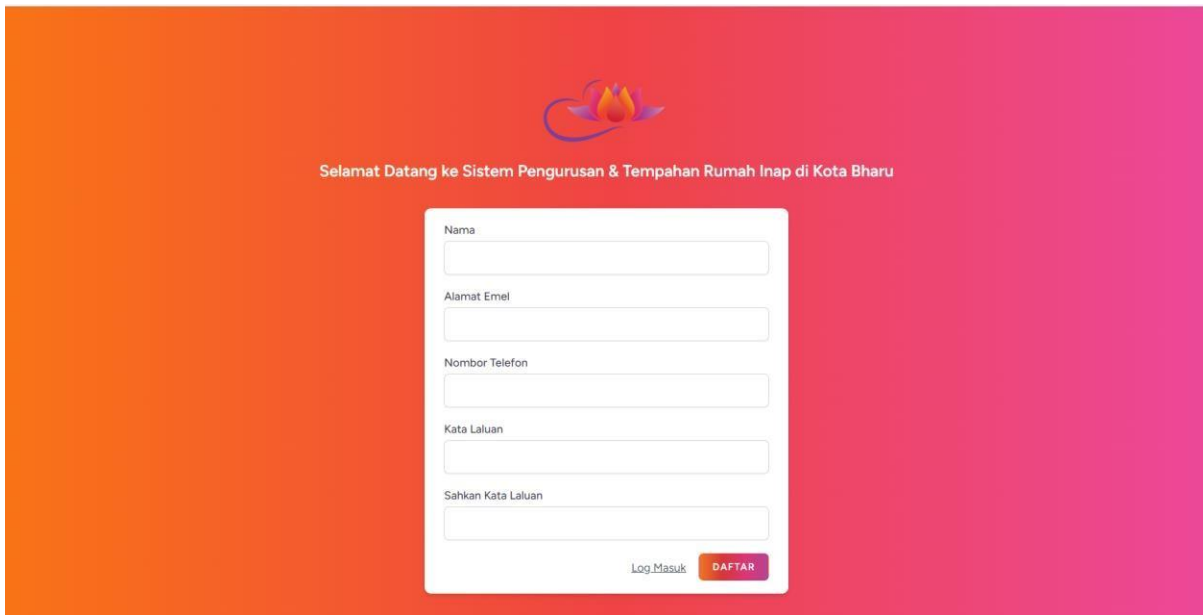 Selamat Datang ke Sistem Pengurusan & Tempahan Rumah Inap di Kota Bharu
Nama
Alamat Emel
Nombor Telefon
Kata Laluan
Sahkan Kata Laluan
Log Masuk DAFTAR